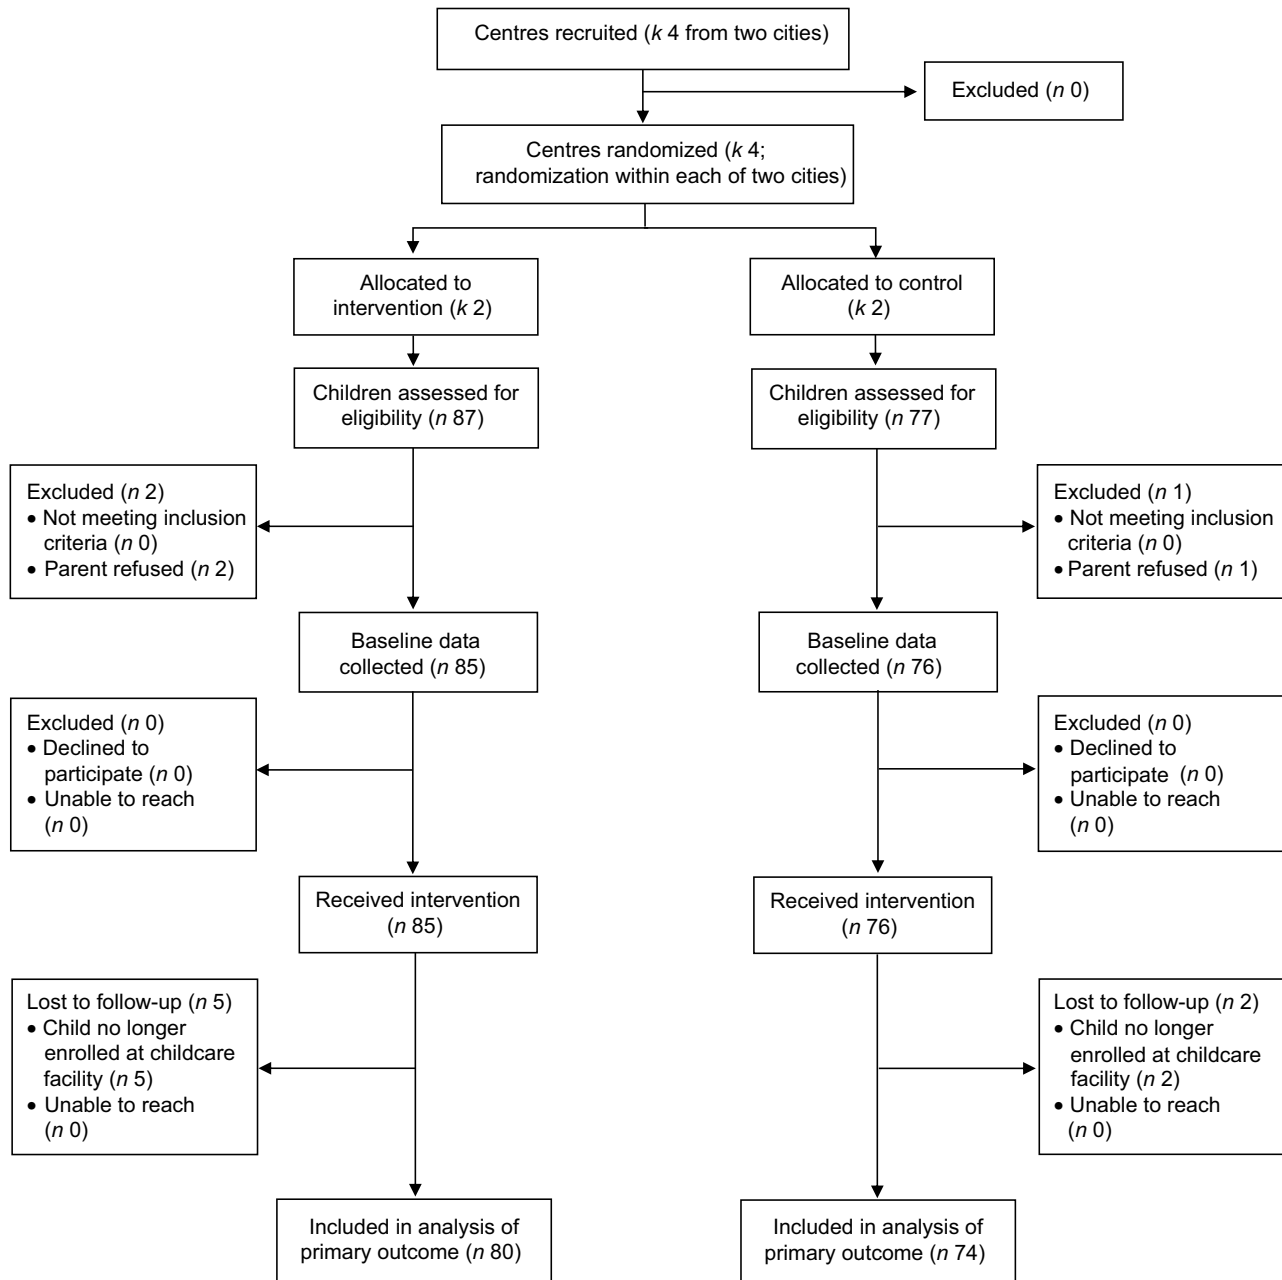 Centres recruited (k 4 from two cities)
Excluded (n 0)
Centres randomized (k 4;
randomization within each of two cities)
Allocated to
intervention (k 2)
Allocated to control
(k 2)
Children assessed for
eligibility (n 87)
Children assessed for
eligibility (n 77)
Excluded (n 2)
• Not meeting inclusion
criteria (n 0)
• Parent refused (n 2)
Excluded (n 1)
• Not meeting inclusion
criteria (n 0)
• Parent refused (n 1)
Baseline data
collected (n 85)
Baseline data
collected (n 76)
Excluded (n 0)
• Declined to
participate (n 0)
• Unable to reach
(n 0)
Excluded (n 0)
• Declined to
participate (n 0)
• Unable to reach
(n 0)
Received intervention
(n 85)
Received intervention
(n 76)
Lost to follow-up (n 5)
• Child no longer
enrolled at childcare
facility (n 5)
• Unable to reach
(n 0)
Lost to follow-up (n 2)
• Child no longer
enrolled at childcare
facility (n 2)
• Unable to reach
(n 0)
Included in analysis of
primary outcome (n 80)
Included in analysis of
primary outcome (n 74)